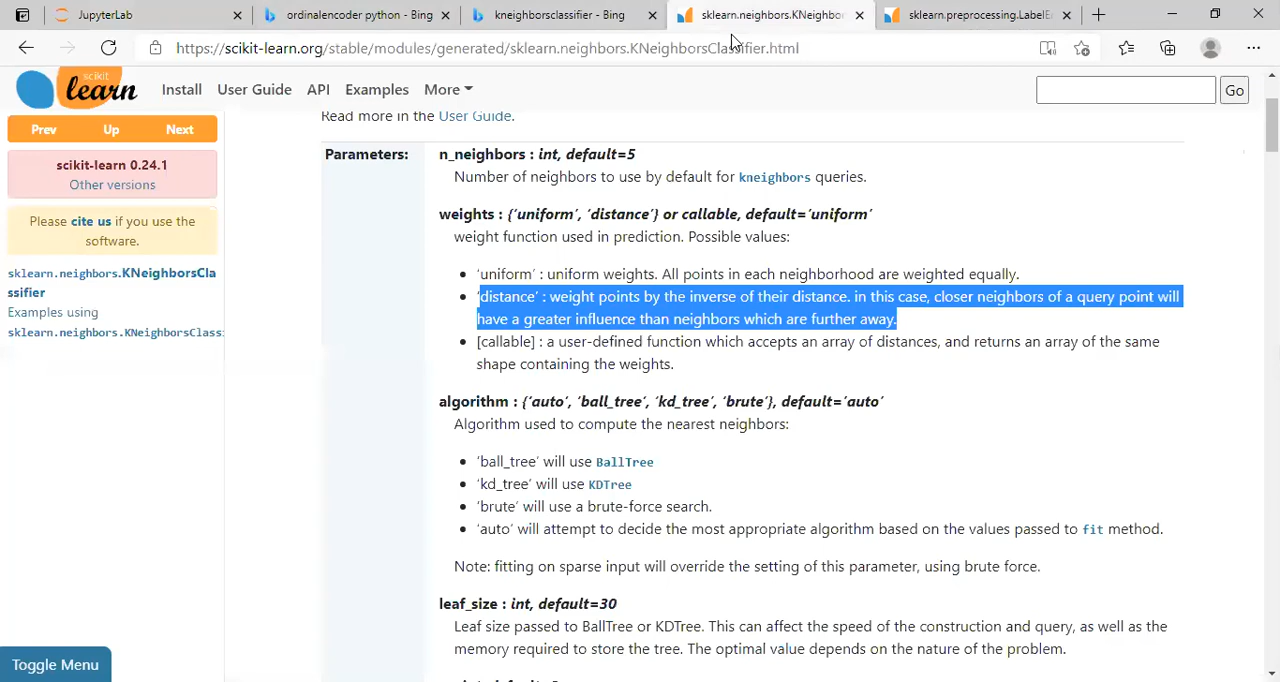 JupyterLab
ordinalencoder python - Bing
kneighborsclassifier - Bing
sklearn.neighbors.KNeighbor
sklearn.preprocessing.LabelE
https://scikit-learn.org/stable/modules/generated/sklearn.neighbors.KNeighborsClassifier.html
scikit
learn
Install User Guide API Examples More
Go
Prev Up Next
scikit-learn 0.24.1
Other versions
Please cite us if you use the
software.
sklearn.neighbors.KNeighborsCla
ssifier
Examples using
sklearn.neighbors.KNeighborsClassi
Toggle Menu
Read more in the User Guide.
Parameters:
n_neighbors : int, default=5
Number of neighbors to use by default for kneighbors queries.
weights : {‘uniform’, ‘distance’} or callable, default=’uniform’
weight function used in prediction. Possible values:
• ‘uniform’ : uniform weights. All points in each neighborhood are weighted equally.
• ‘distance’ : weight points by the inverse of their distance. in this case, closer neighbors of a query point will
have a greater influence than neighbors which are further away.
• [callable] : a user-defined function which accepts an array of distances, and returns an array of the same
shape containing the weights.
algorithm : {‘auto’, ‘ball_tree’, ‘kd_tree’, ‘brute’}, default=’auto’
Algorithm used to compute the nearest neighbors:
• ‘ball_tree’ will use BallTree
• ‘kd_tree’ will use KDTree
• ‘brute’ will use a brute-force search.
• ‘auto’ will attempt to decide the most appropriate algorithm based on the values passed to fit method.
Note: fitting on sparse input will override the setting of this parameter, using brute force.
leaf_size : int, default=30
Leaf size passed to BallTree or KDTree. This can affect the speed of the construction and query, as well as the
memory required to store the tree. The optimal value depends on the nature of the problem.